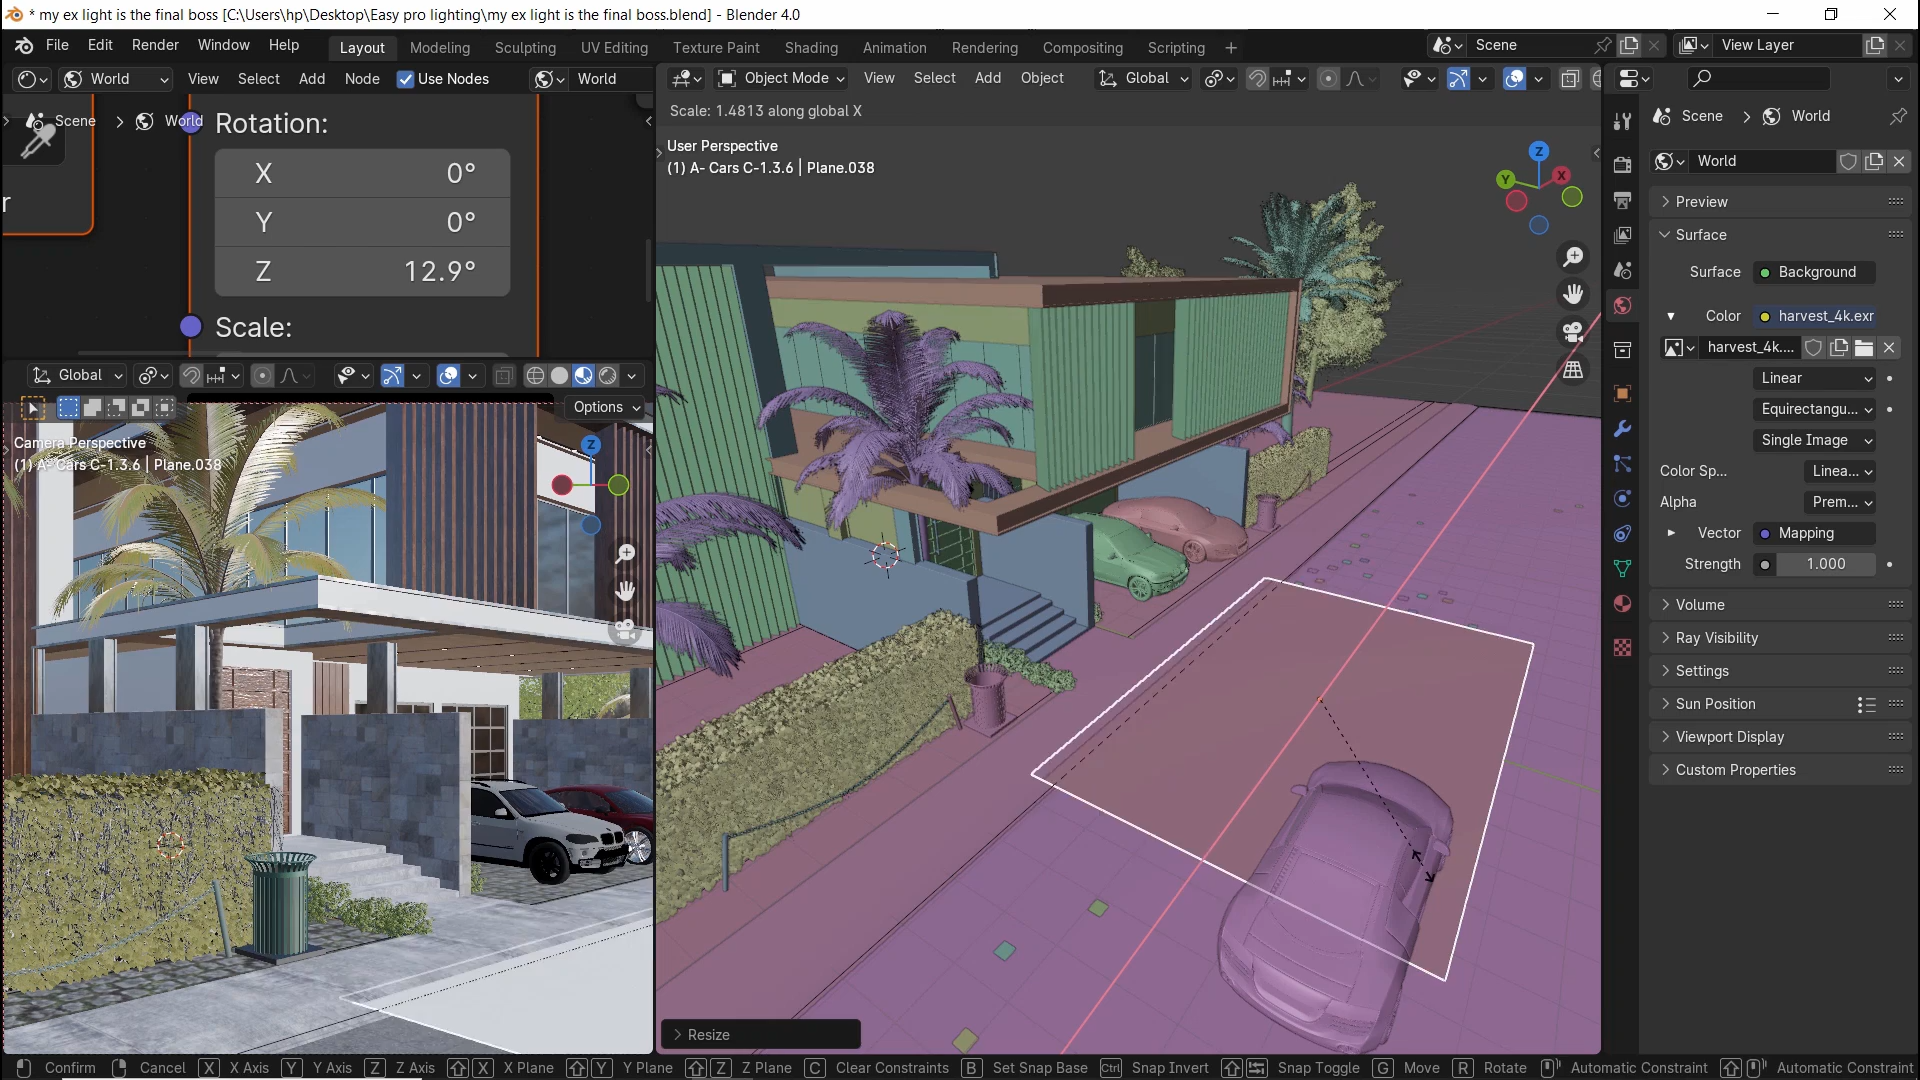 * my ex light is the final boss [C:\Users\hp\Desktop\Easy pro lighting\my ex light is the final boss.blend] - Blender 4.0
File Edit Render Window Help
Layout Modeling Sculpting UV Editing Texture Paint Shading Animation Rendering Compositing Scripting +
Scene
View Layer
World View Select Add Node Use Nodes World
Object Mode View Select Add Object Global
Scale: 1.4813 along global X
Scene > World
Rotation:
X 0°
Y 0°
Z 12.9°
Scale:
r
User Perspective
(1) A- Cars C-1.3.6 | Plane.038
Z
Y
X
Global
Options
Camera Perspective
(1) A- Cars C-1.3.6 | Plane.038
Z
Resize
Scene > World
World
Preview
Surface
Surface Background
Color harvest_4k.exr
harvest_4k....
Linear
Equirectangu...
Single Image
Color Sp... Linea...
Alpha Prem...
Vector Mapping
Strength 1.000
Volume
Ray Visibility
Settings
Sun Position
Viewport Display
Custom Properties
Confirm Cancel X X Axis Y Y Axis Z Z Axis X X Plane Y Y Plane Z Z Plane C Clear Constraints B Set Snap Base Ctrl Snap Invert Snap Toggle G Move R Rotate Automatic Constraint Automatic Constraint